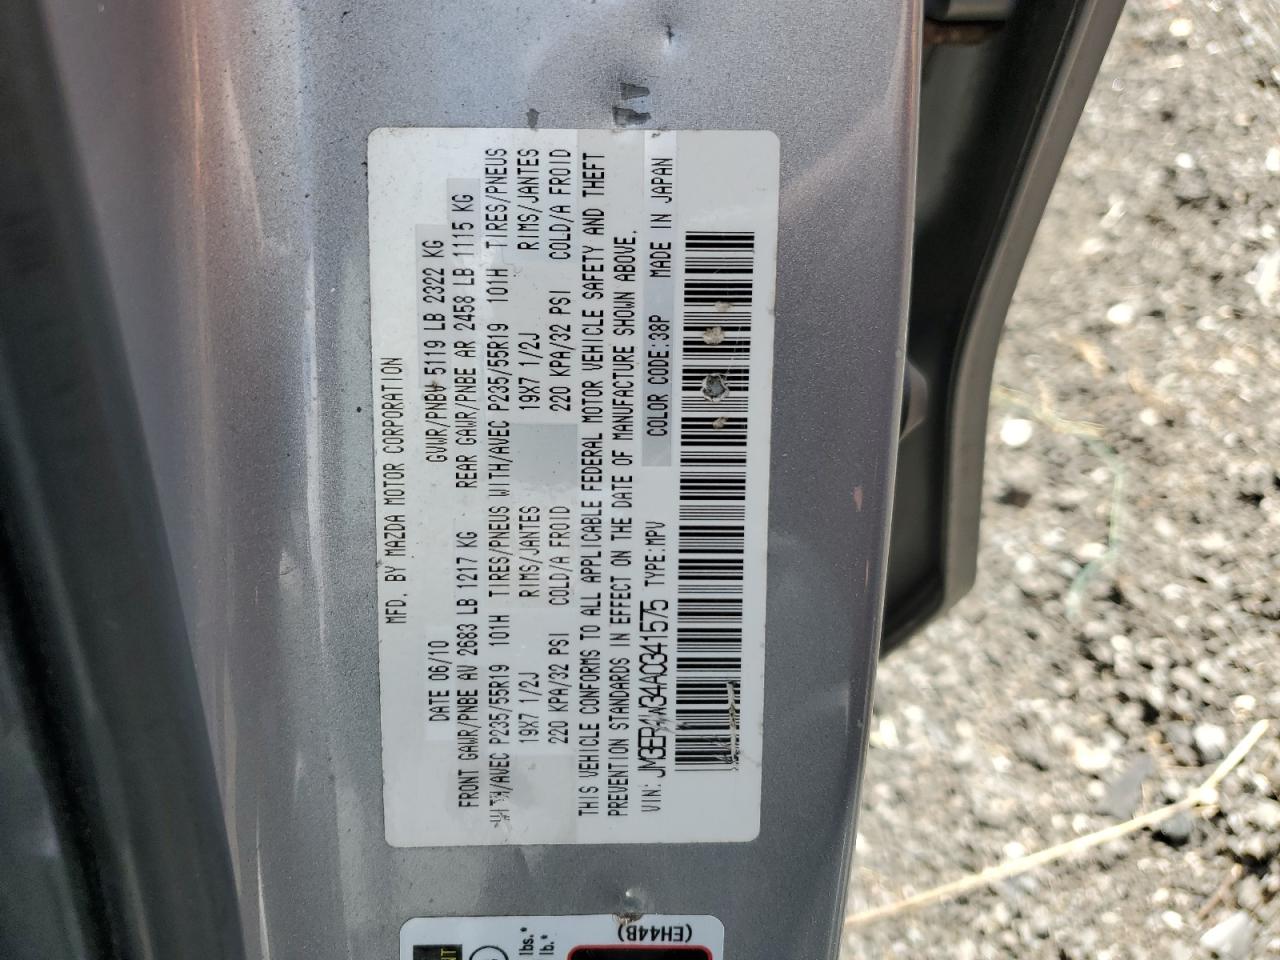 MFD. BY MAZDA MOTOR CORPORATION
DATE 06/10 GVWR/PNBV 5119 LB 2322 KG
FRONT GAWR/PNBE AV 2683 LB 1217 KG REAR GAWR/PNBE AR 2458 LB 1115 KG
WITH/AVEC P235/55R19 101H TIRES/PNEUS WITH/AVEC P235/55R19 101H TIRES/PNEUS
19X7 1/2J RIMS/JANTES 19X7 1/2J RIMS/JANTES
220 KPA/32 PSI COLD/A FROID 220 KPA/32 PSI COLD/A FROID
THIS VEHICLE CONFORMS TO ALL APPLICABLE FEDERAL MOTOR VEHICLE SAFETY AND THEFT
PREVENTION STANDARDS IN EFFECT ON THE DATE OF MANUFACTURE SHOWN ABOVE.
VIN: JM3ER4W34A0341575 TYPE:MPV COLOR CODE:38P MADE IN JAPAN
(EH44B)
lbs.*
lb.*